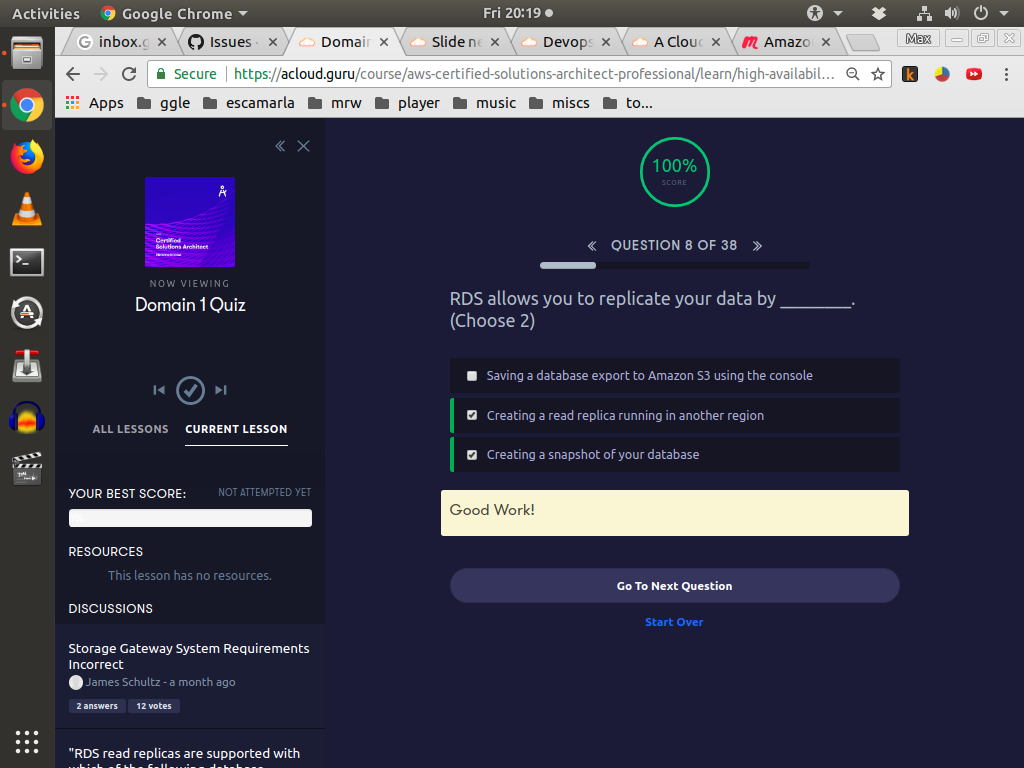 Activities Google Chrome Fri 20:19
inbox.g Issues - Domain Slide ne Devops A Clou Amazo Max
Secure https://acloud.guru/course/aws-certified-solutions-architect-professional/learn/high-availabil...
Apps ggle escamarla mrw player music miscs to...
100%
SCORE
QUESTION 8 OF 38
Certified
Solutions Architect
NOW VIEWING
Domain 1 Quiz
RDS allows you to replicate your data by ________.
(Choose 2)
Saving a database export to Amazon S3 using the console
Creating a read replica running in another region
Creating a snapshot of your database
ALL LESSONS CURRENT LESSON
YOUR BEST SCORE: NOT ATTEMPTED YET
Good Work!
RESOURCES
This lesson has no resources.
Go To Next Question
DISCUSSIONS
Start Over
Storage Gateway System Requirements
Incorrect
James Schultz - a month ago
2 answers 12 votes
"RDS read replicas are supported with
which of the following database